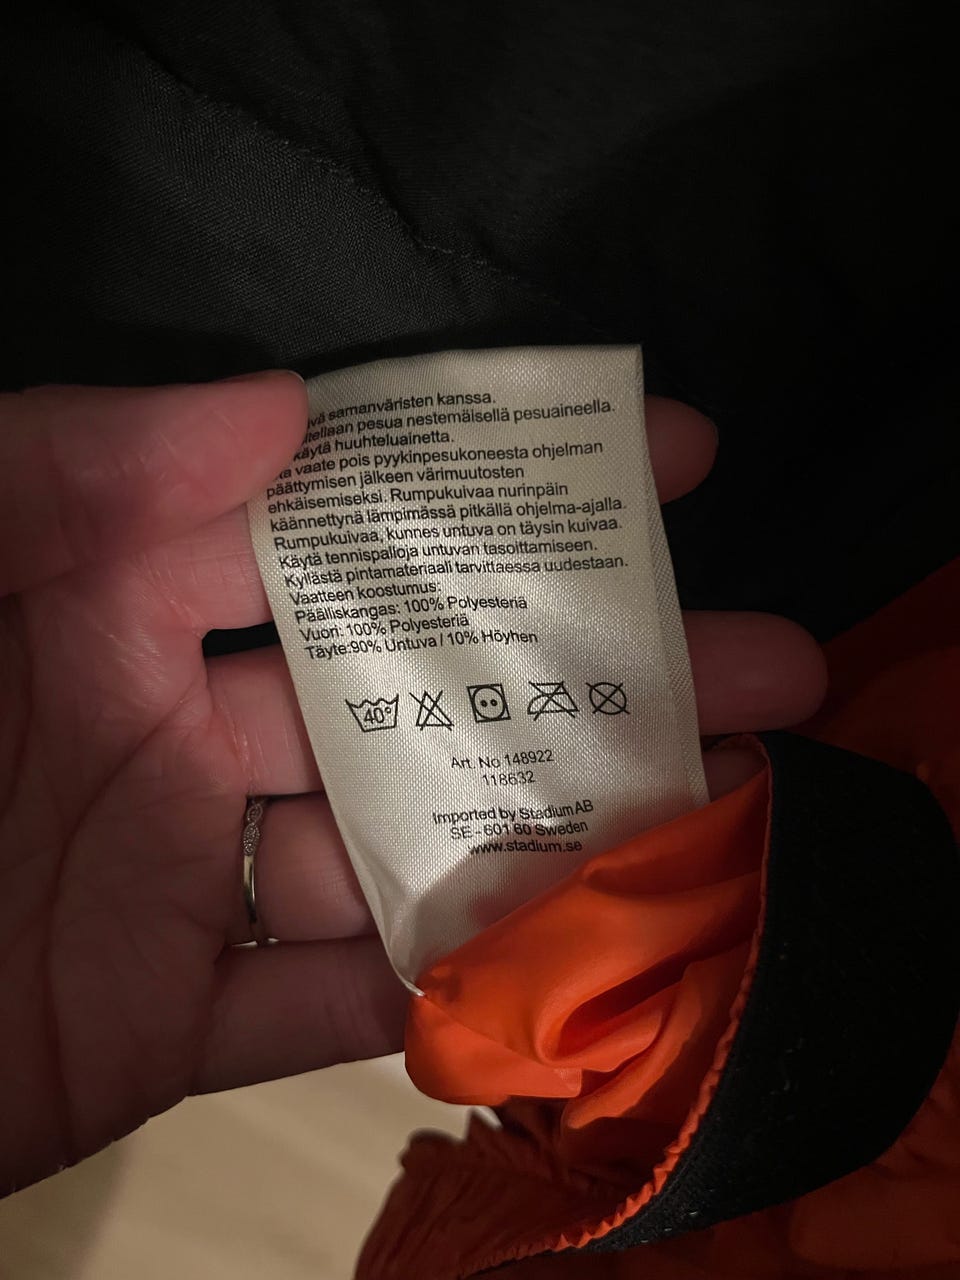 samanväristen kanssa.
pesua nestemäisellä pesuaineella.
huuhteluainetta.
vaate pois pyykinpesukoneesta ohjelman
päättymisen jälkeen värimuutosten
ehkäisemiseksi. Rumpukuivaa nurinpäin
käännettynä lämpimässä pitkällä ohjelma-ajalla.
Rumpukuivaa, kunnes untuva on täysin kuivaa.
Käytä tennispalloja untuvan tasoittamiseen.
Kyllästä pintamateriaali tarvittaessa uudestaan.
Vaatteen koostumus:
Päälliskangas: 100% Polyesteriä
Vuori: 100% Polyesteriä
Täyte:90% Untuva / 10% Höyhen
40°
Art. No 148922
118632
Imported by Stadium AB
SE - 601 60 Sweden
www.stadium.se